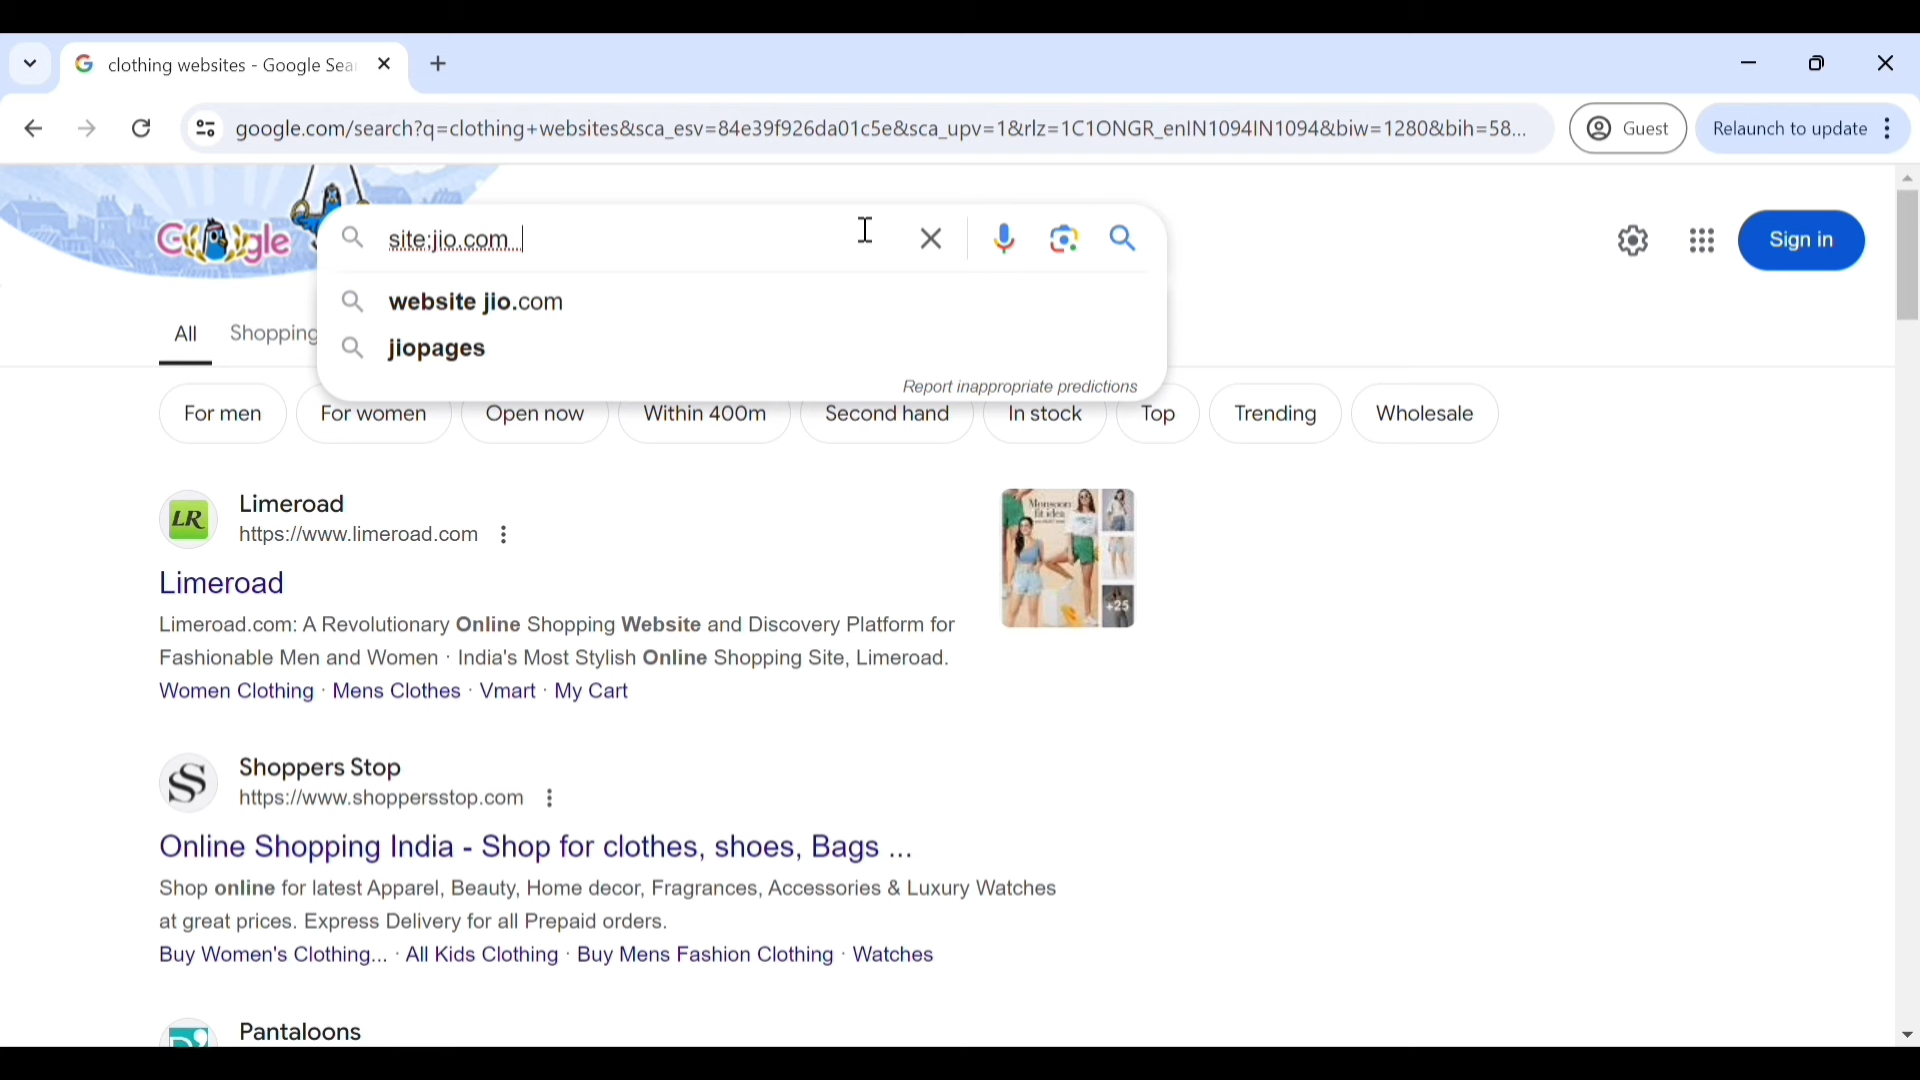 clothing websites - Google Sea
google.com/search?q=clothing+websites&sca_esv=84e39f926da01c5e&sca_upv=1&rlz=1C1ONGR_enIN1094IN1094&biw=1280&bih=58...
Guest
Relaunch to update
Google
site;jio.com...
Sign in
website jio.com
jiopages
Report inappropriate predictions
All
Shopping
For men
For women
Open now
Within 400m
Second hand
In stock
Top
Trending
Wholesale
LR
Limeroad
https://www.limeroad.com
Monsoon
fit idea
+25
Limeroad
Limeroad.com: A Revolutionary Online Shopping Website and Discovery Platform for
Fashionable Men and Women · India's Most Stylish Online Shopping Site, Limeroad.
Women Clothing · Mens Clothes · Vmart · My Cart
Shoppers Stop
https://www.shoppersstop.com
Online Shopping India - Shop for clothes, shoes, Bags ...
Shop online for latest Apparel, Beauty, Home decor, Fragrances, Accessories & Luxury Watches
at great prices. Express Delivery for all Prepaid orders.
Buy Women's Clothing... · All Kids Clothing · Buy Mens Fashion Clothing · Watches
Pantaloons